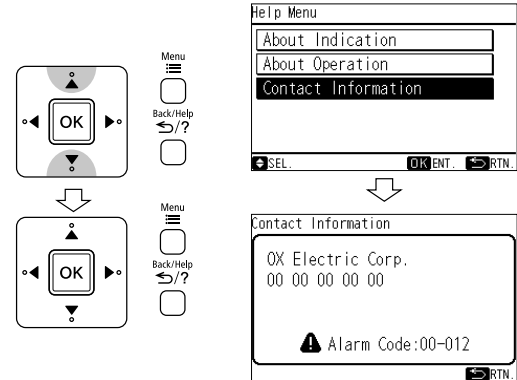 Help Menu
About Indication
About Operation
Contact Information
SEL. OK ENT. RTN.
Menu
OK
Back/Help
/?
Contact Information
OX Electric Corp.
00 00 00 00 00
Alarm Code:00-012
RTN.
Menu
OK
Back/Help
/?